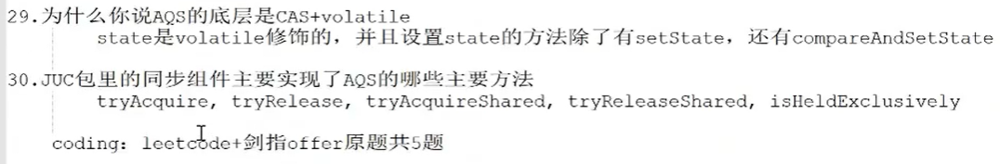 29.为什么你说AQS的底层是CAS+volatile
state是volatile修饰的，并且设置state的方法除了有setState，还有compareAndSetState
30.JUC包里的同步组件主要实现了AQS的哪些主要方法
tryAcquire, tryRelease, tryAcquireShared, tryReleaseShared, isHeldExclusively
coding：leetcode+剑指offer原题共5题